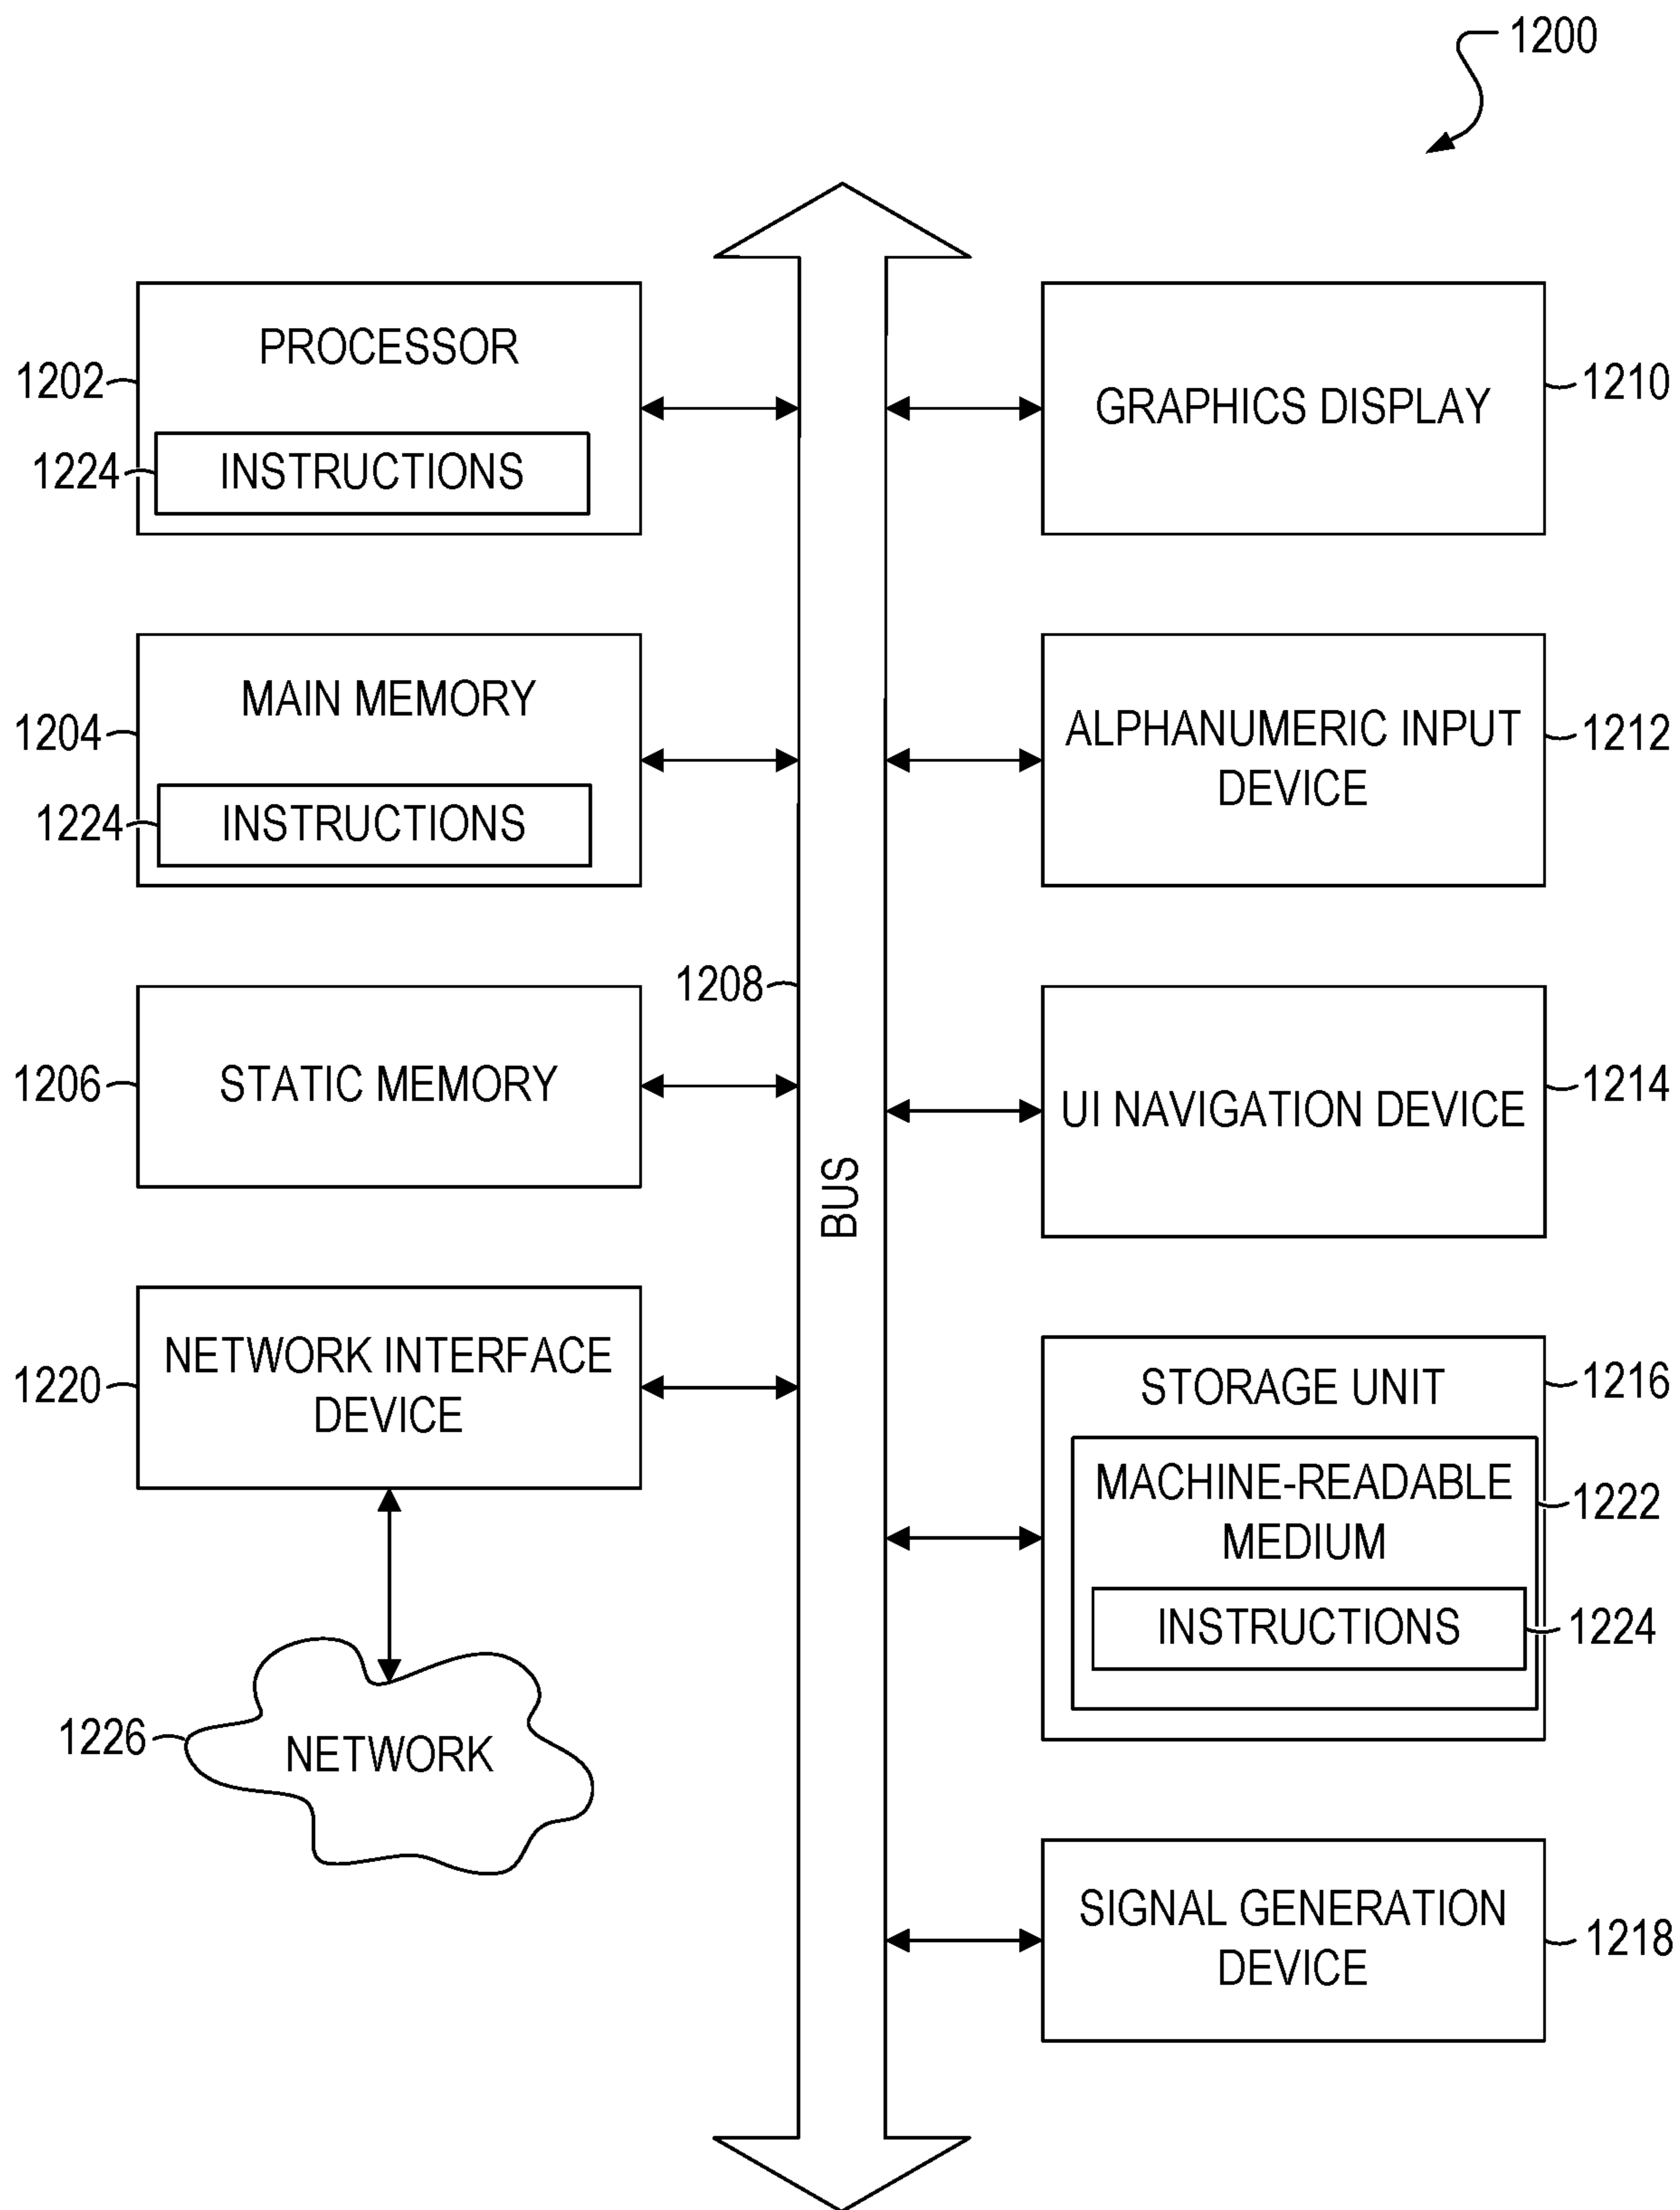 1200
PROCESSOR
1202
1224
INSTRUCTIONS
MAIN MEMORY
1204
1224
INSTRUCTIONS
1208
STATIC MEMORY
1206
BUS
NETWORK INTERFACE
DEVICE
1220
NETWORK
1226
GRAPHICS DISPLAY
1210
ALPHANUMERIC INPUT
DEVICE
1212
UI NAVIGATION DEVICE
1214
STORAGE UNIT
1216
MACHINE-READABLE
MEDIUM
1222
INSTRUCTIONS
1224
SIGNAL GENERATION
DEVICE
1218